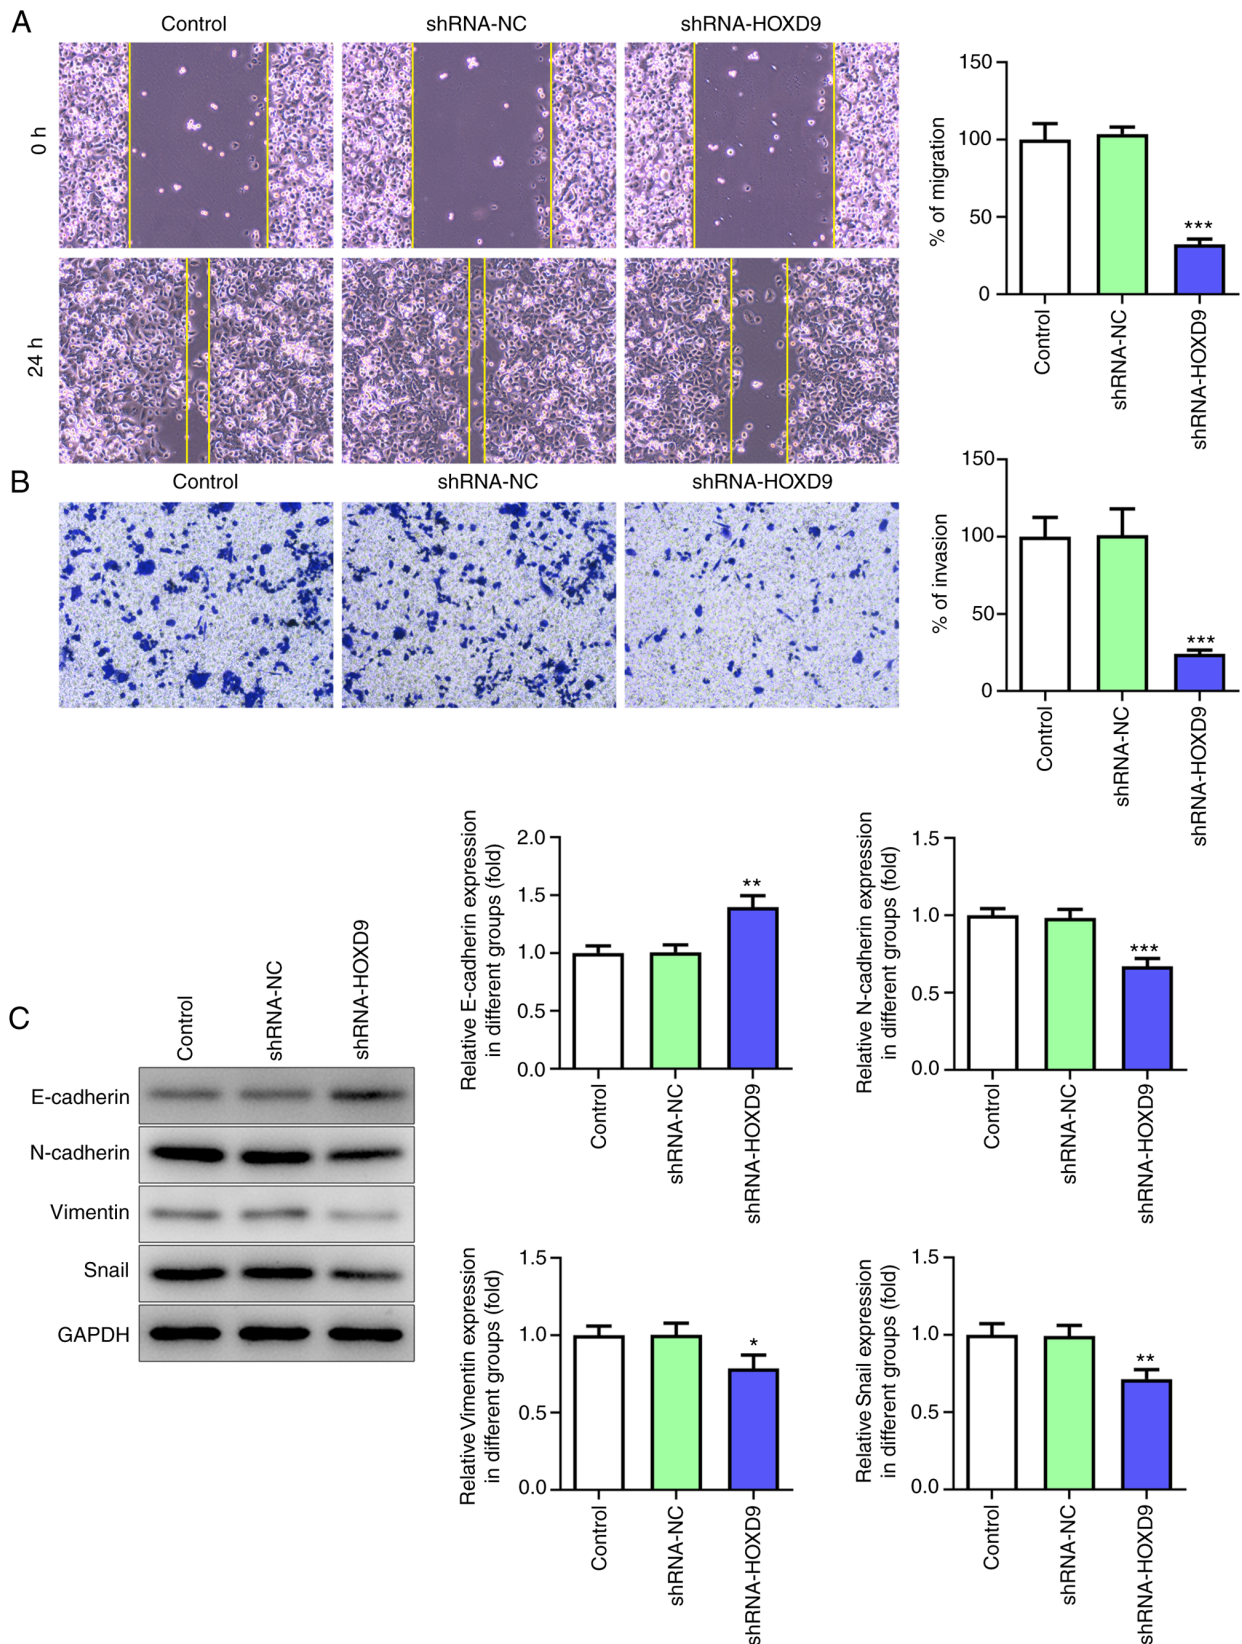 A
Control
shRNA-NC
shRNA-HOXD9
0 h
24 h
% of migration
150
100
50
0
***
Control
shRNA-NC
shRNA-HOXD9
B
Control
shRNA-NC
shRNA-HOXD9
% of invasion
150
100
50
0
***
Control
shRNA-NC
shRNA-HOXD9
C
Control
shRNA-NC
shRNA-HOXD9
E-cadherin
N-cadherin
Vimentin
Snail
GAPDH
Relative E-cadherin expression
in different groups (fold)
2.0
1.5
1.0
0.5
0.0
**
Control
shRNA-NC
shRNA-HOXD9
Relative N-cadherin expression
in different groups (fold)
1.5
1.0
0.5
0.0
***
Control
shRNA-NC
shRNA-HOXD9
Relative Vimentin expression
in different groups (fold)
1.5
1.0
0.5
0.0
*
Control
shRNA-NC
shRNA-HOXD9
Relative Snail expression
in different groups (fold)
1.5
1.0
0.5
0.0
**
Control
shRNA-NC
shRNA-HOXD9